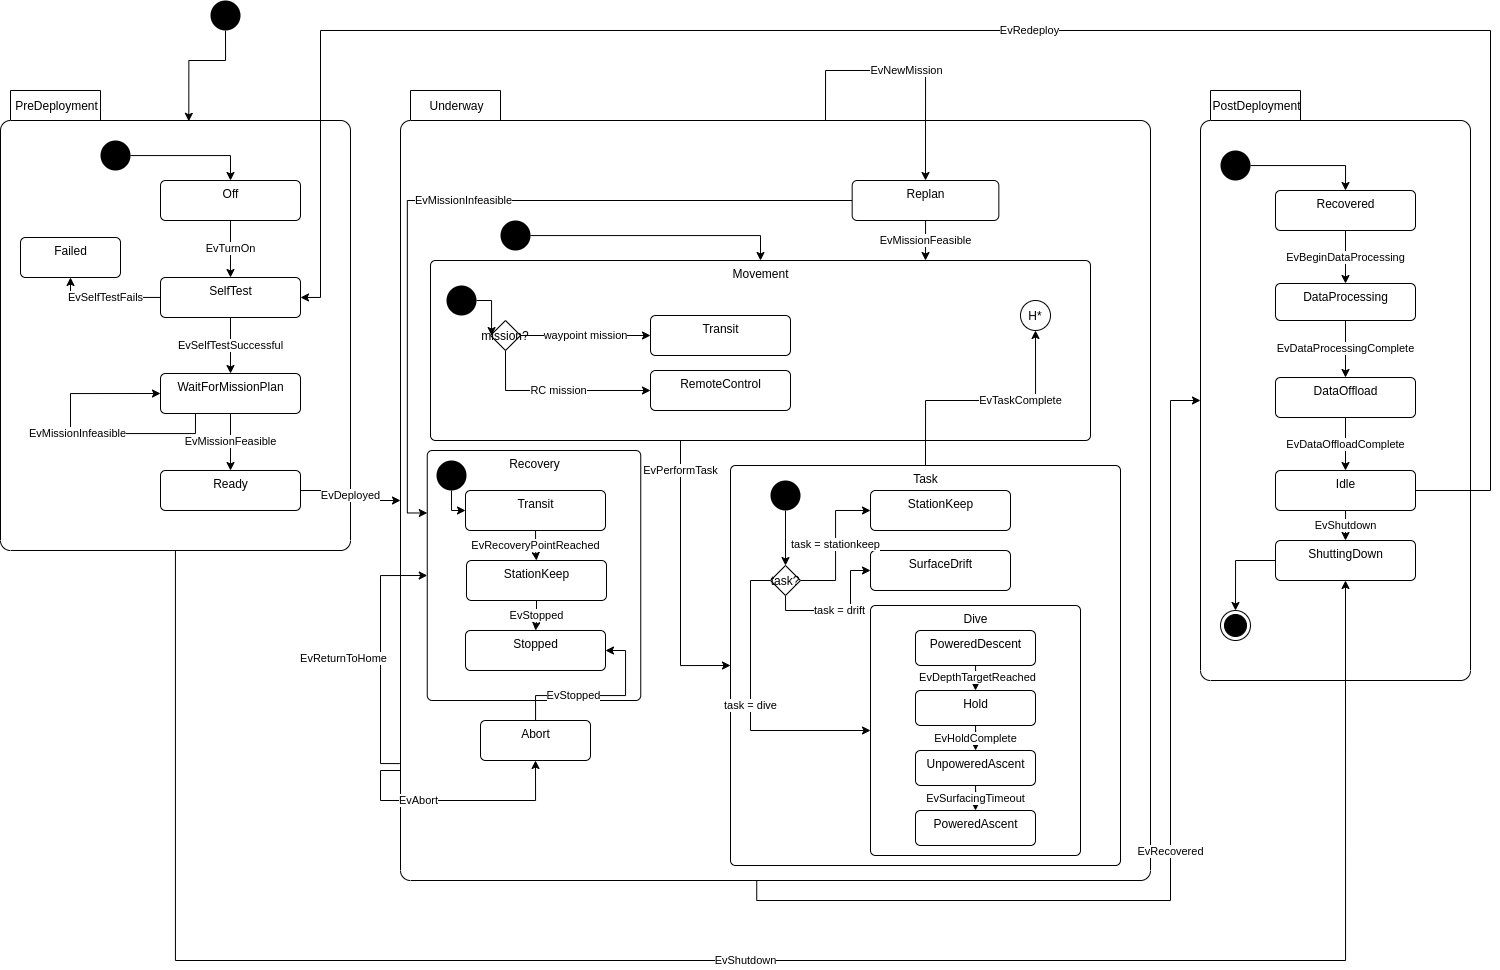 EvRedeploy
EvNewMission
PreDeployment
Off
EvTurnOn
Failed
SelfTest
EvSelfTestFails
EvSelfTestSuccessful
WaitForMissionPlan
EvMissionInfeasible
EvMissionFeasible
Ready
EvDeployed
Underway
Replan
EvMissionInfeasible
EvMissionFeasible
Movement
mission?
waypoint mission
Transit
RC mission
RemoteControl
H*
EvTaskComplete
Recovery
Transit
EvRecoveryPointReached
StationKeep
EvStopped
Stopped
EvStopped
Abort
EvReturnToHome
EvAbort
EvPerformTask
Task
StationKeep
task = stationkeep
SurfaceDrift
task?
task = drift
task = dive
Dive
PoweredDescent
EvDepthTargetReached
Hold
EvHoldComplete
UnpoweredAscent
EvSurfacingTimeout
PoweredAscent
EvRecovered
PostDeployment
Recovered
EvBeginDataProcessing
DataProcessing
EvDataProcessingComplete
DataOffload
EvDataOffloadComplete
Idle
EvShutdown
ShuttingDown
EvShutdown